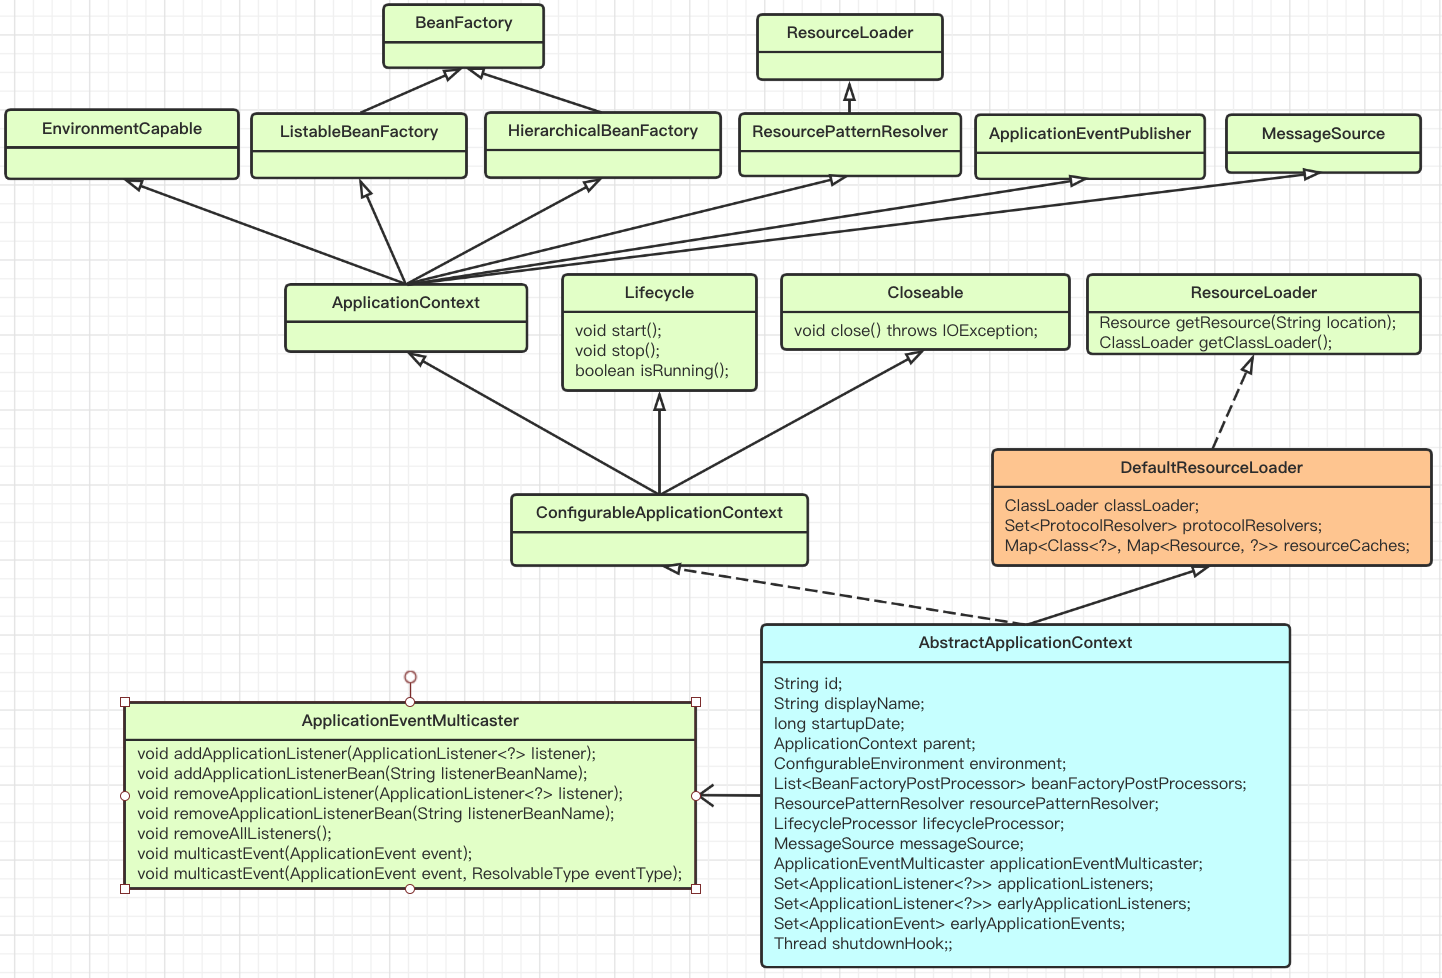 BeanFactory
ResourceLoader
EnvironmentCapable
ListableBeanFactory
HierarchicalBeanFactory
ResourcePatternResolver
ApplicationEventPublisher
MessageSource
ApplicationContext
Lifecycle
void start();
void stop();
boolean isRunning();
Closeable
void close() throws IOException;
ResourceLoader
Resource getResource(String location);
ClassLoader getClassLoader();
ConfigurableApplicationContext
DefaultResourceLoader
ClassLoader classLoader;
Set<ProtocolResolver> protocolResolvers;
Map<Class<?>, Map<Resource, ?>> resourceCaches;
AbstractApplicationContext
String id;
String displayName;
long startupDate;
ApplicationContext parent;
ConfigurableEnvironment environment;
List<BeanFactoryPostProcessor> beanFactoryPostProcessors;
ResourcePatternResolver resourcePatternResolver;
LifecycleProcessor lifecycleProcessor;
MessageSource messageSource;
ApplicationEventMulticaster applicationEventMulticaster;
Set<ApplicationListener<?>> applicationListeners;
Set<ApplicationListener<?>> earlyApplicationListeners;
Set<ApplicationEvent> earlyApplicationEvents;
Thread shutdownHook;;
ApplicationEventMulticaster
void addApplicationListener(ApplicationListener<?> listener);
void addApplicationListenerBean(String listenerBeanName);
void removeApplicationListener(ApplicationListener<?> listener);
void removeApplicationListenerBean(String listenerBeanName);
void removeAllListeners();
void multicastEvent(ApplicationEvent event);
void multicastEvent(ApplicationEvent event, ResolvableType eventType);